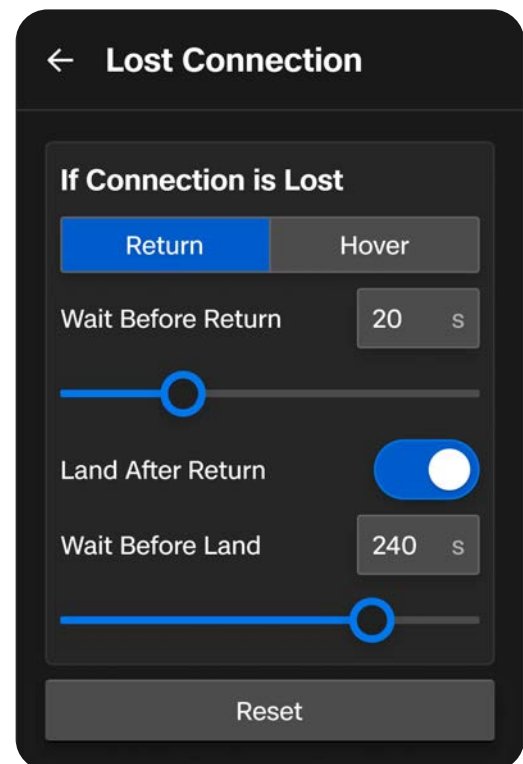 Lost Connection
If Connection is Lost
Return Hover
Wait Before Return 20 s
Land After Return
Wait Before Land 240 s
Reset